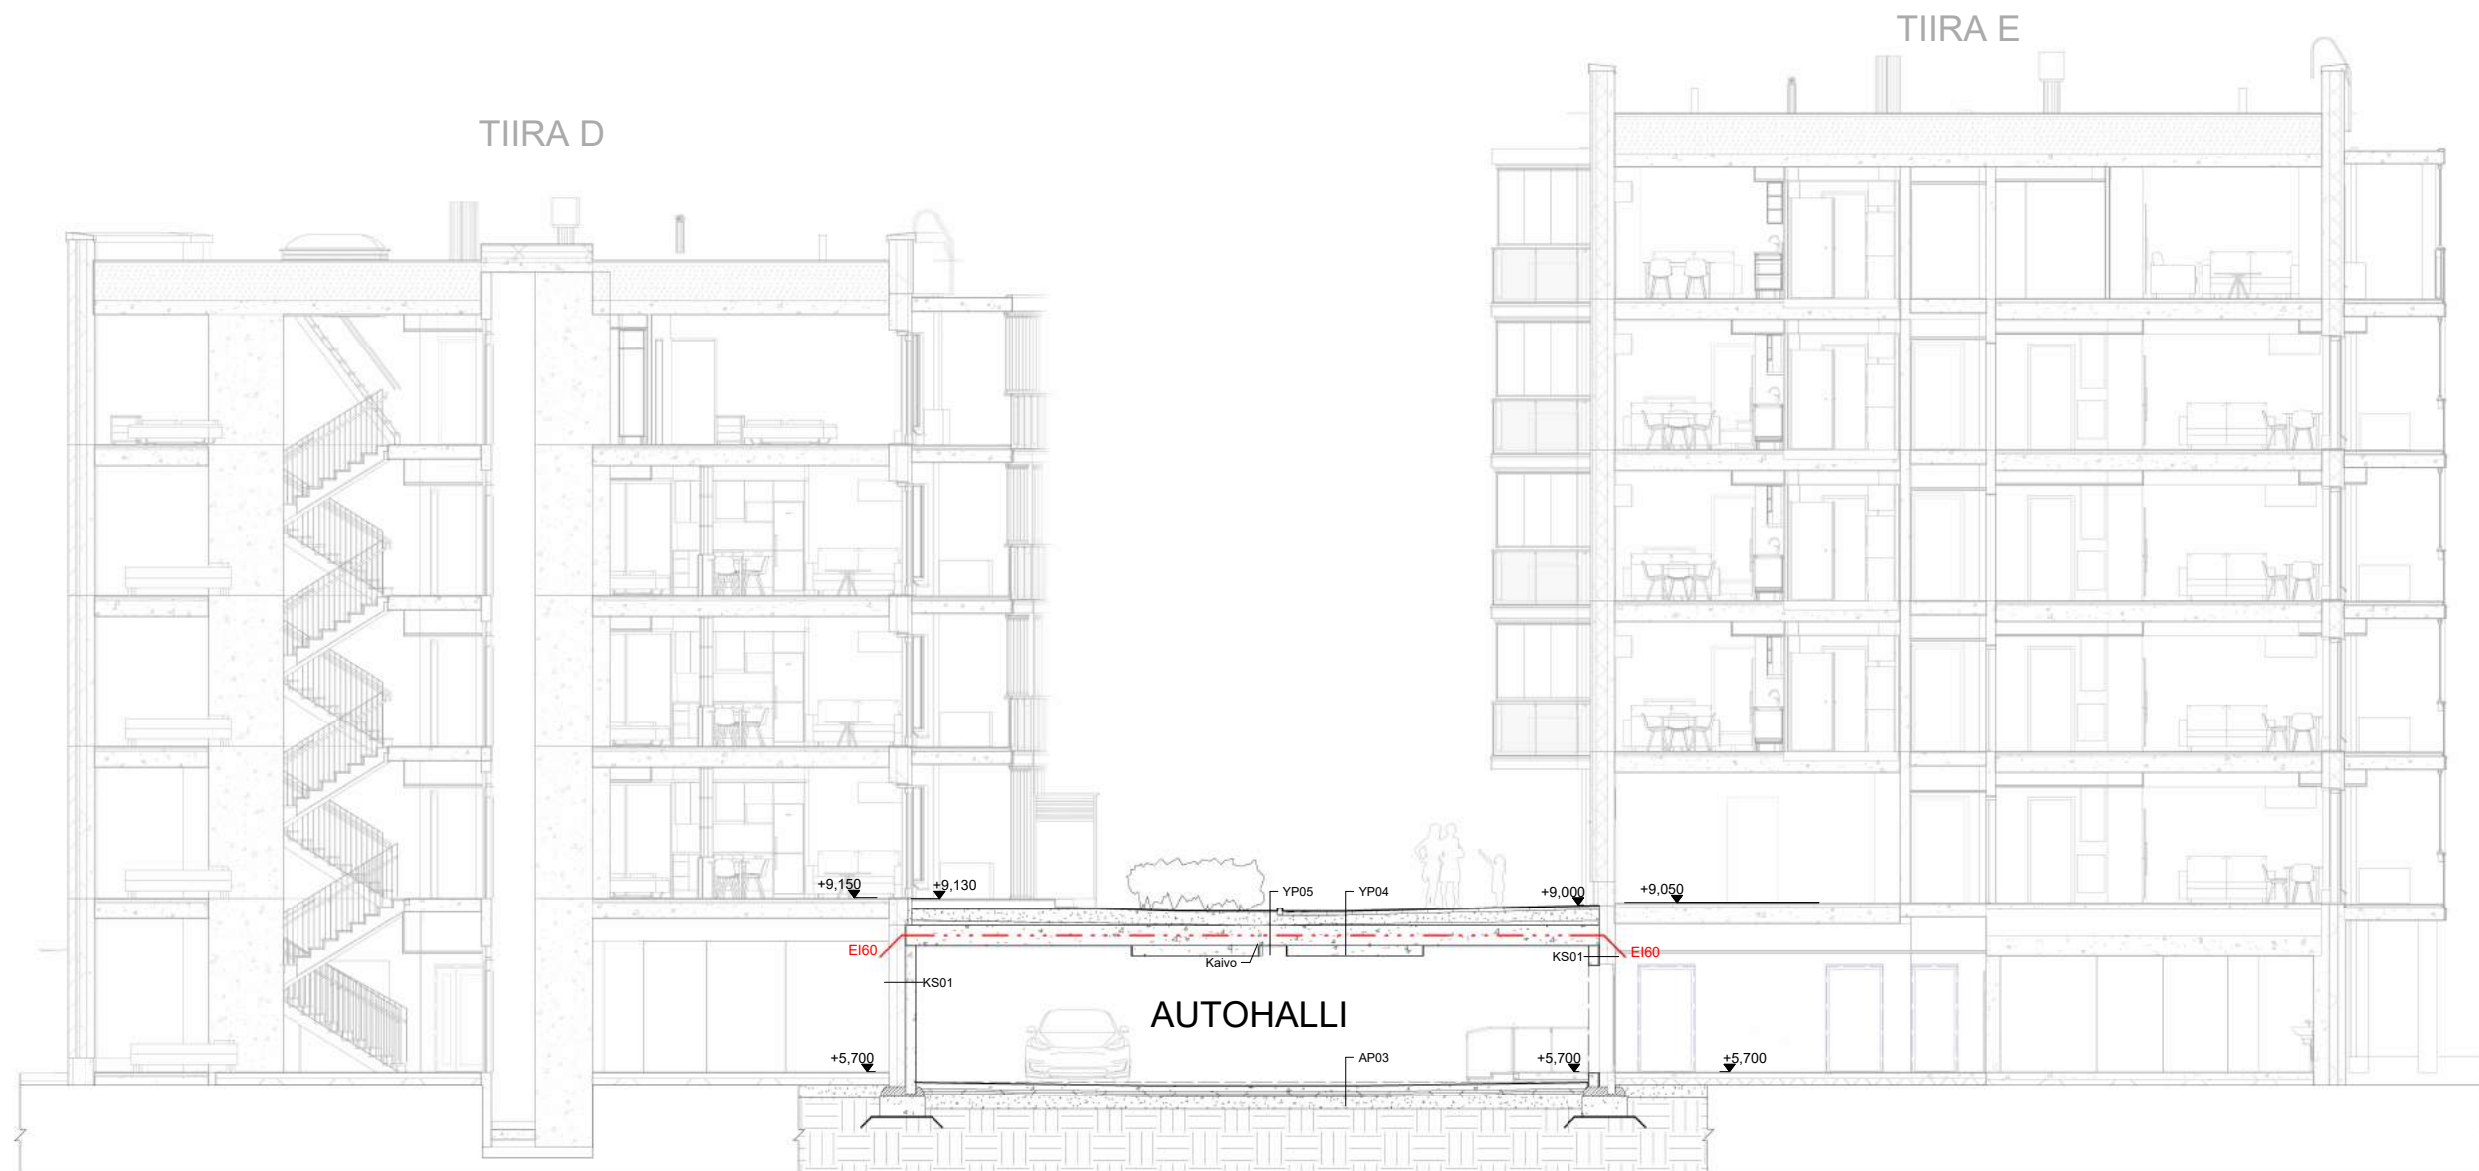 TIIRA E
TIIRA D
+9,150
+9,130
YP05
YP04
+9,000
+9,050
EI60
Kaivo
KS01
EI60
KS01
AUTOHALLI
+5,700
AP03
+5,700
+5,700